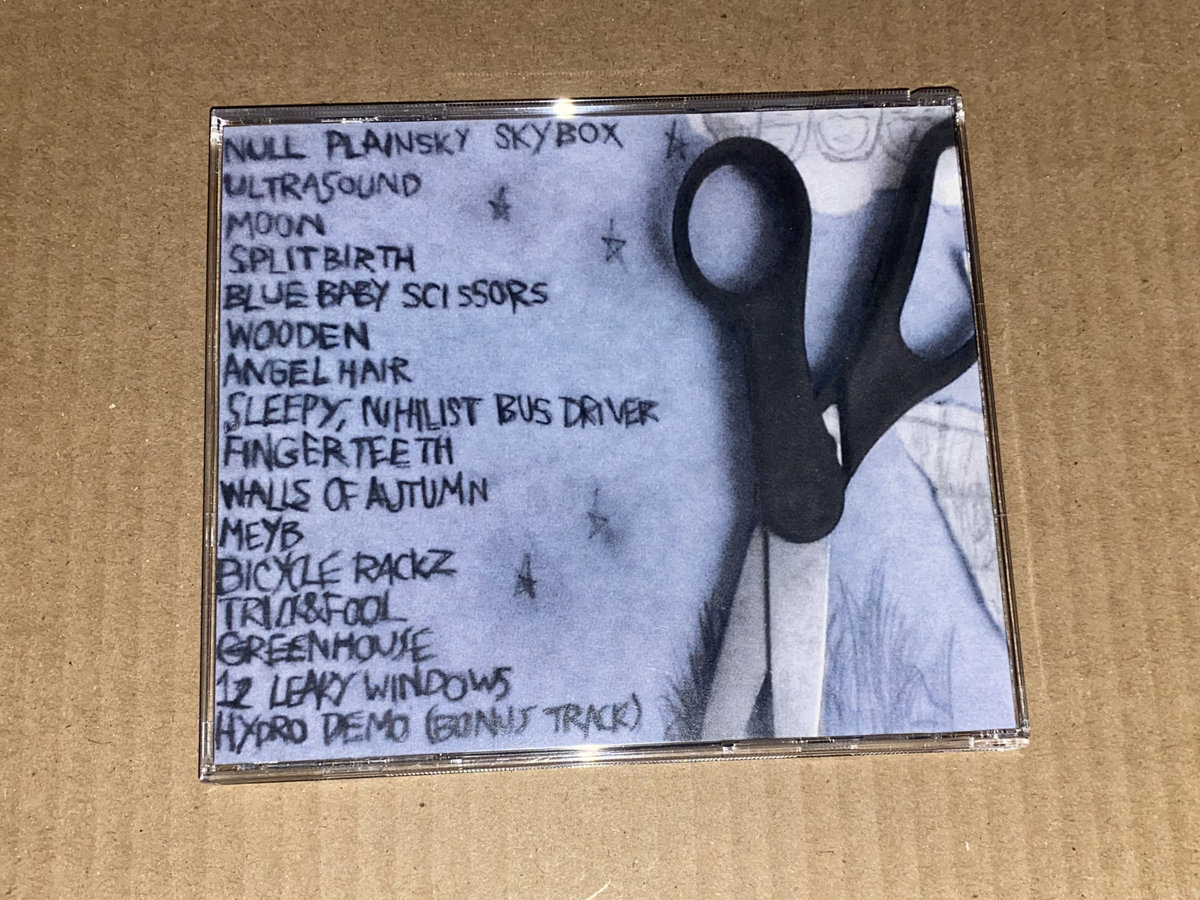 NULL PLAINSKY SKYBOX
ULTRASOUND
MOON
SPLITBIRTH
BLUE BABY SCISSORS
WOODEN
ANGEL HAIR
SLEEPY, NIHILIST BUS DRIVER
FINGERTEETH
WALLS OF AUTUMN
MEYB
BICYCLE RACKZ
TRICK&FOOL
GREENHOUSE
12 LEAKY WINDOWS
HYDRO DEMO (BONUS TRACK)